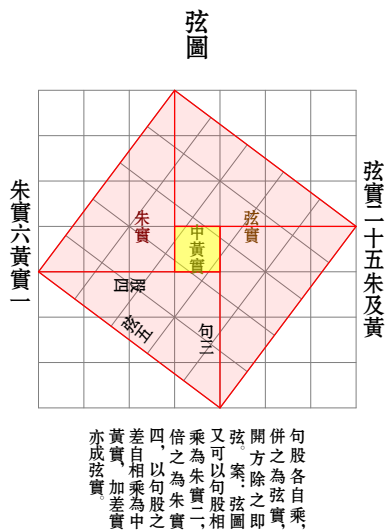 弦圖
弦實二十五朱及黃
朱實六黃實一
弦實
中黃實
朱實
股四
弦五
句三
句股各自乘，
併之為弦實，
開方除之即
弦。案：弦圖
又可以句股相
乘為朱實二，
倍之為朱實
四，以句股之
差自相乘為中
黃實，加差實
亦成弦實。